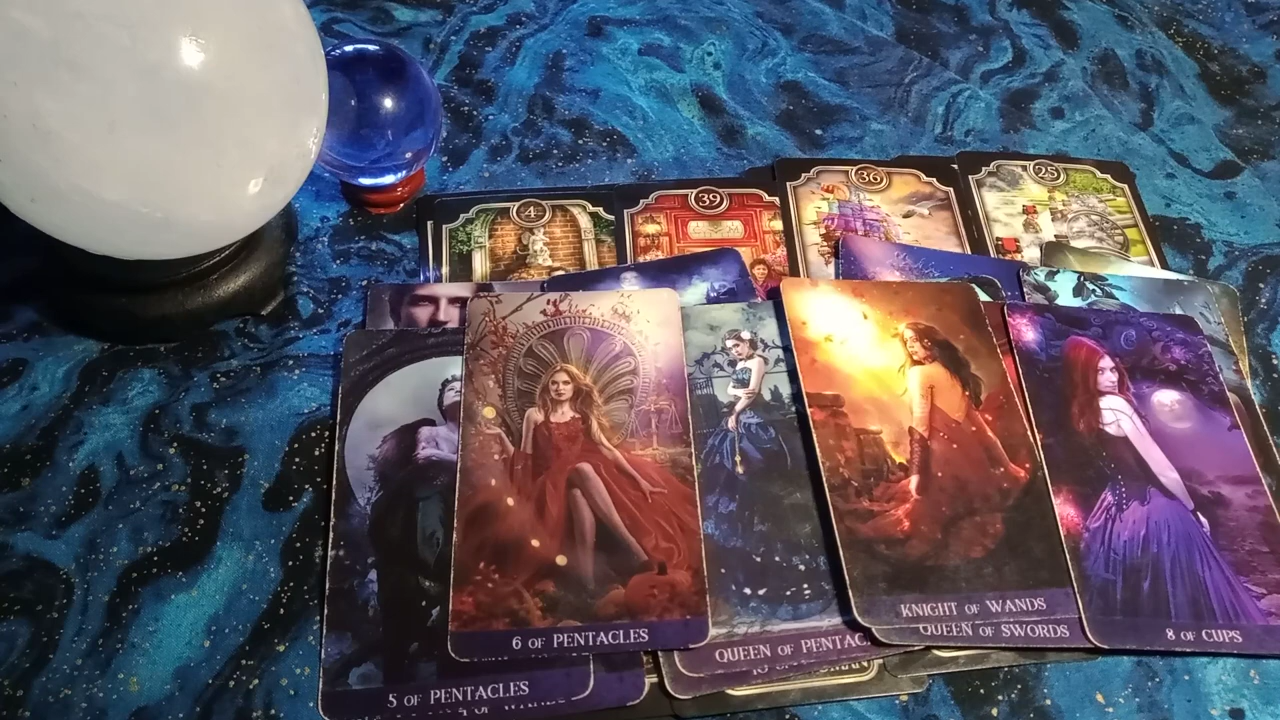 4
39
36
25
6 OF PENTACLES
KNIGHT OF WANDS
QUEEN OF SWORDS
8 OF CUPS
QUEEN OF
5 OF PENTACLES